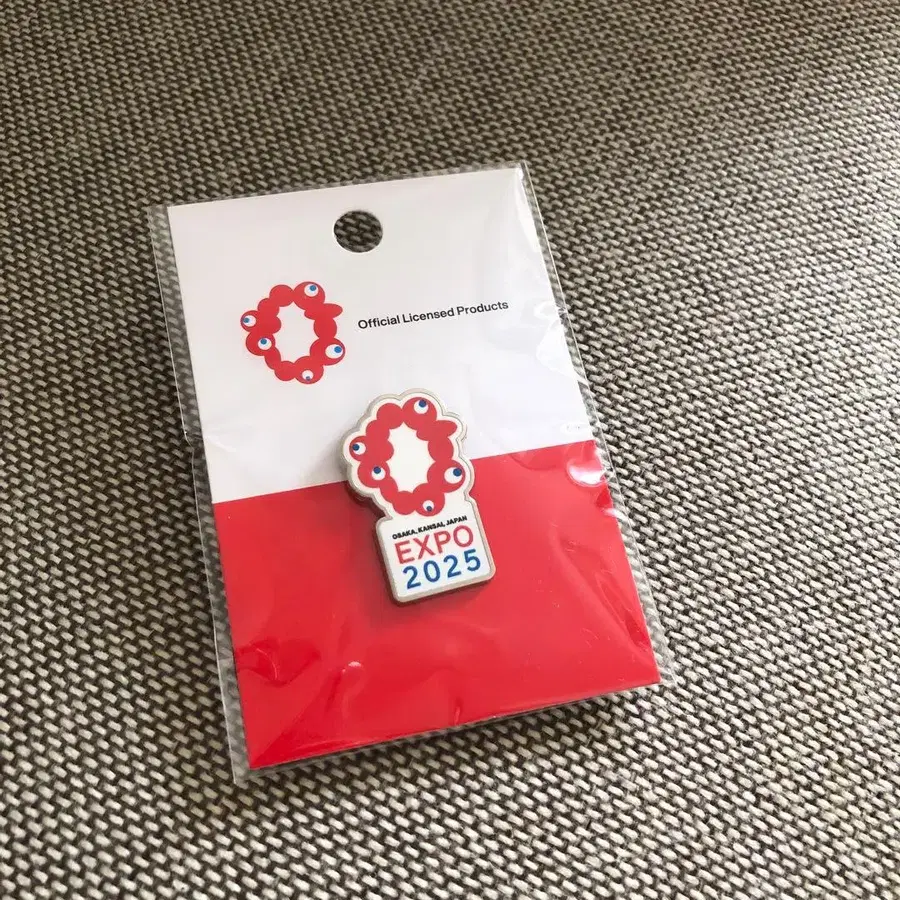 Official Licensed Products
OSAKA, KANSAI, JAPAN
EXPO
2025